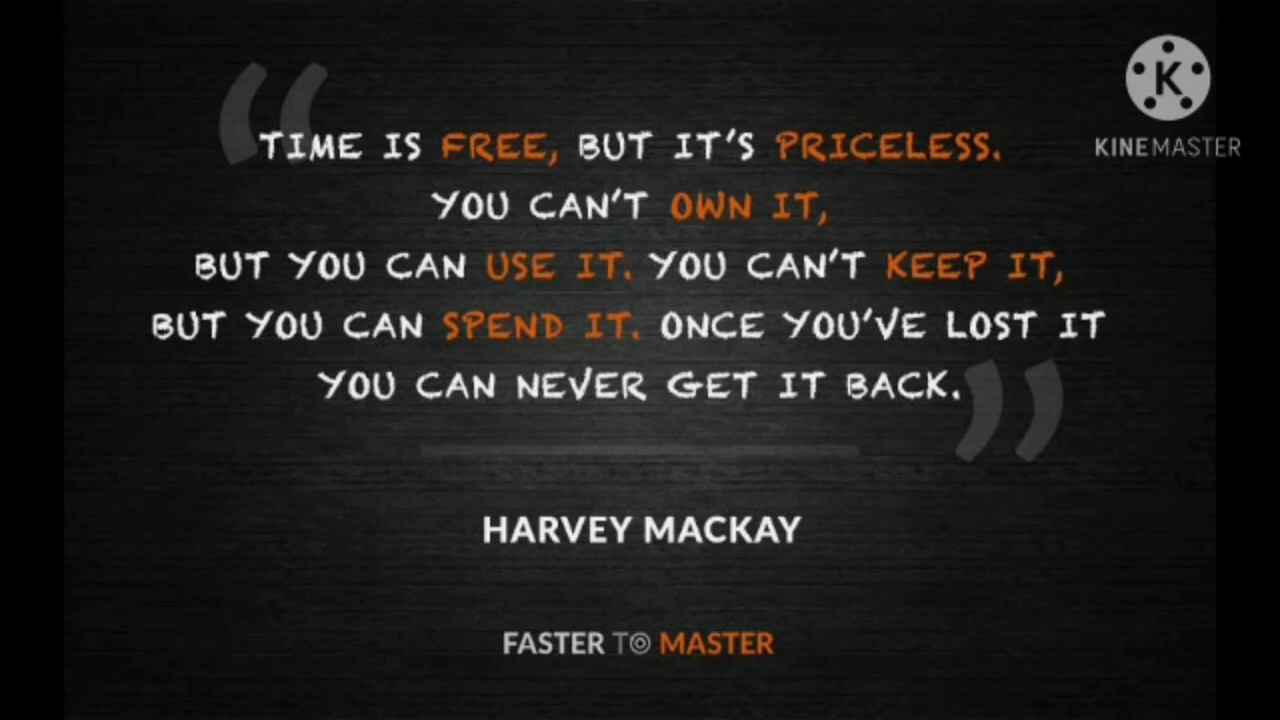 TIME IS FREE, BUT IT'S PRICELESS.
YOU CAN'T OWN IT,
BUT YOU CAN USE IT. YOU CAN'T KEEP IT,
BUT YOU CAN SPEND IT. ONCE YOU'VE LOST IT
YOU CAN NEVER GET IT BACK.
HARVEY MACKAY
FASTER TO MASTER
K
KINEMASTER